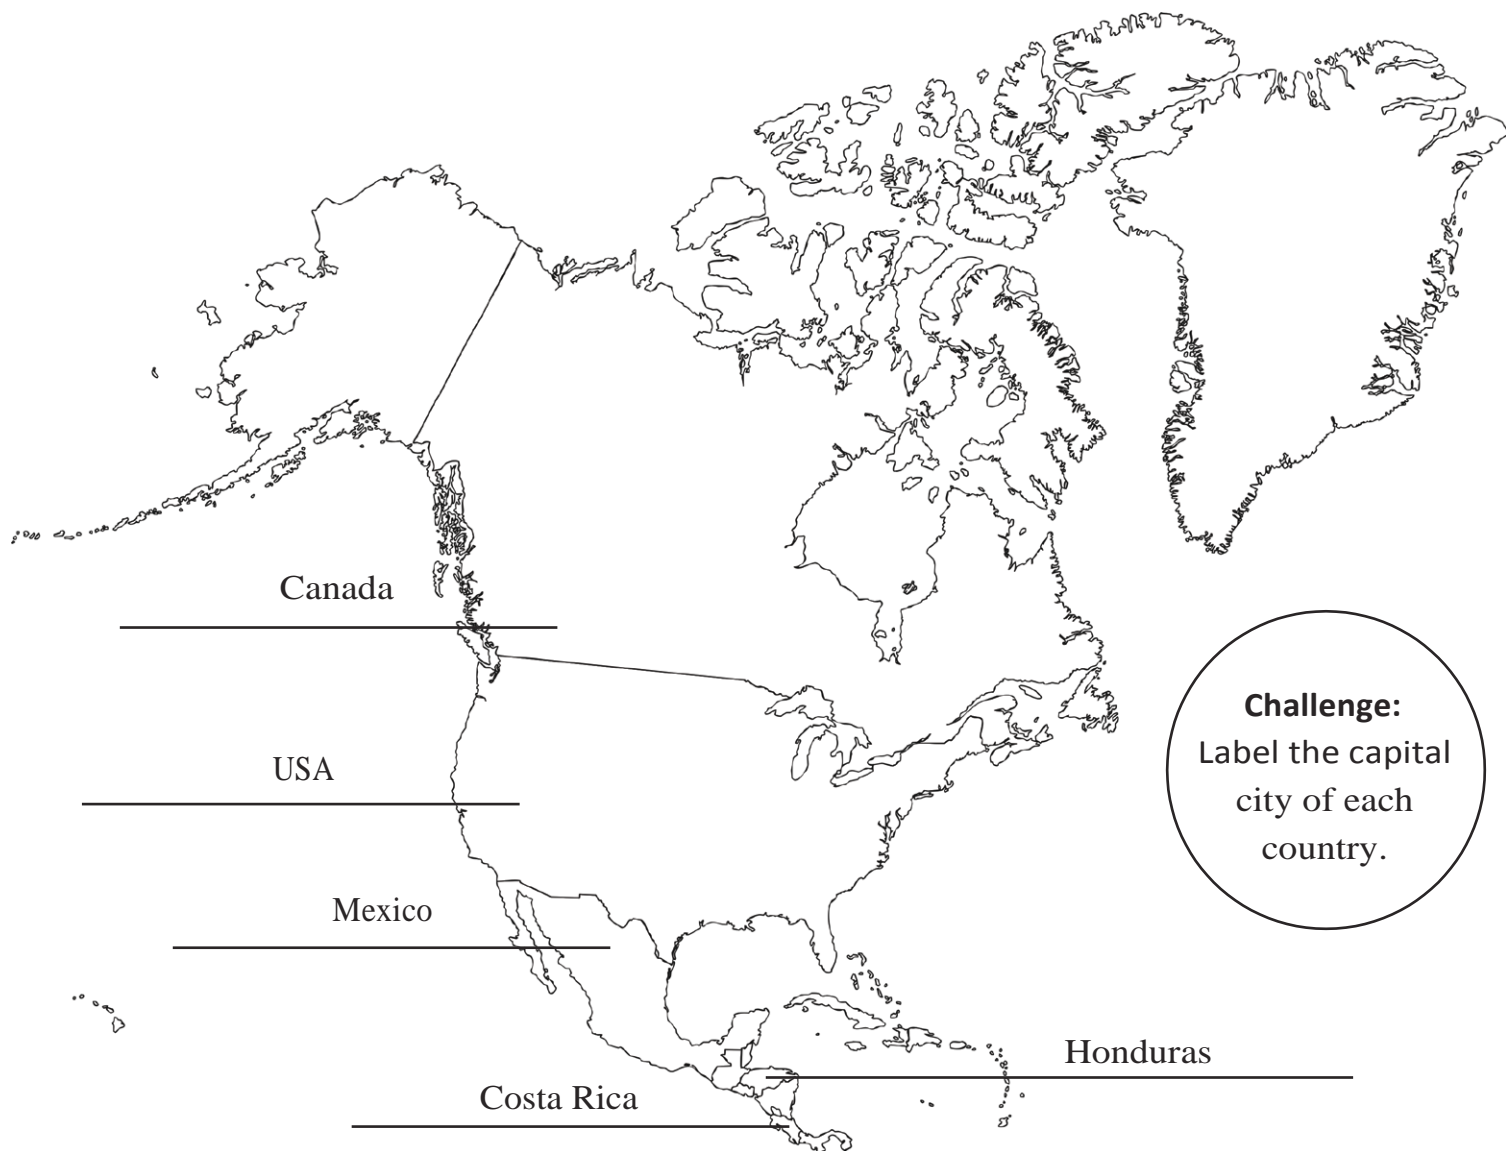 Canada
Challenge:
Label the capital
city of each
country.
USA
Mexico
Honduras
Costa Rica